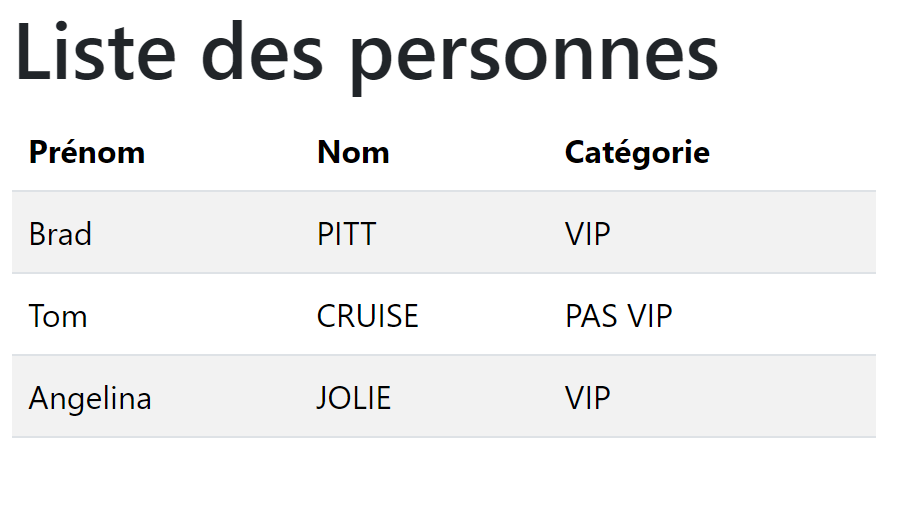 Liste des personnes
Prénom Nom Catégorie
Brad PITT VIP
Tom CRUISE PAS VIP
Angelina JOLIE VIP